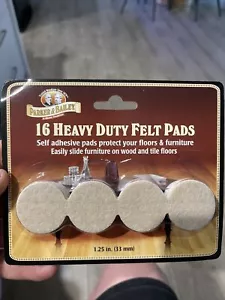 PARKER & BAILEY
16 HEAVY DUTY FELT PADS
Self adhesive pads protect your floors & furniture
Easily slide furniture on wood and tile floors
1.25 in. (33 mm)